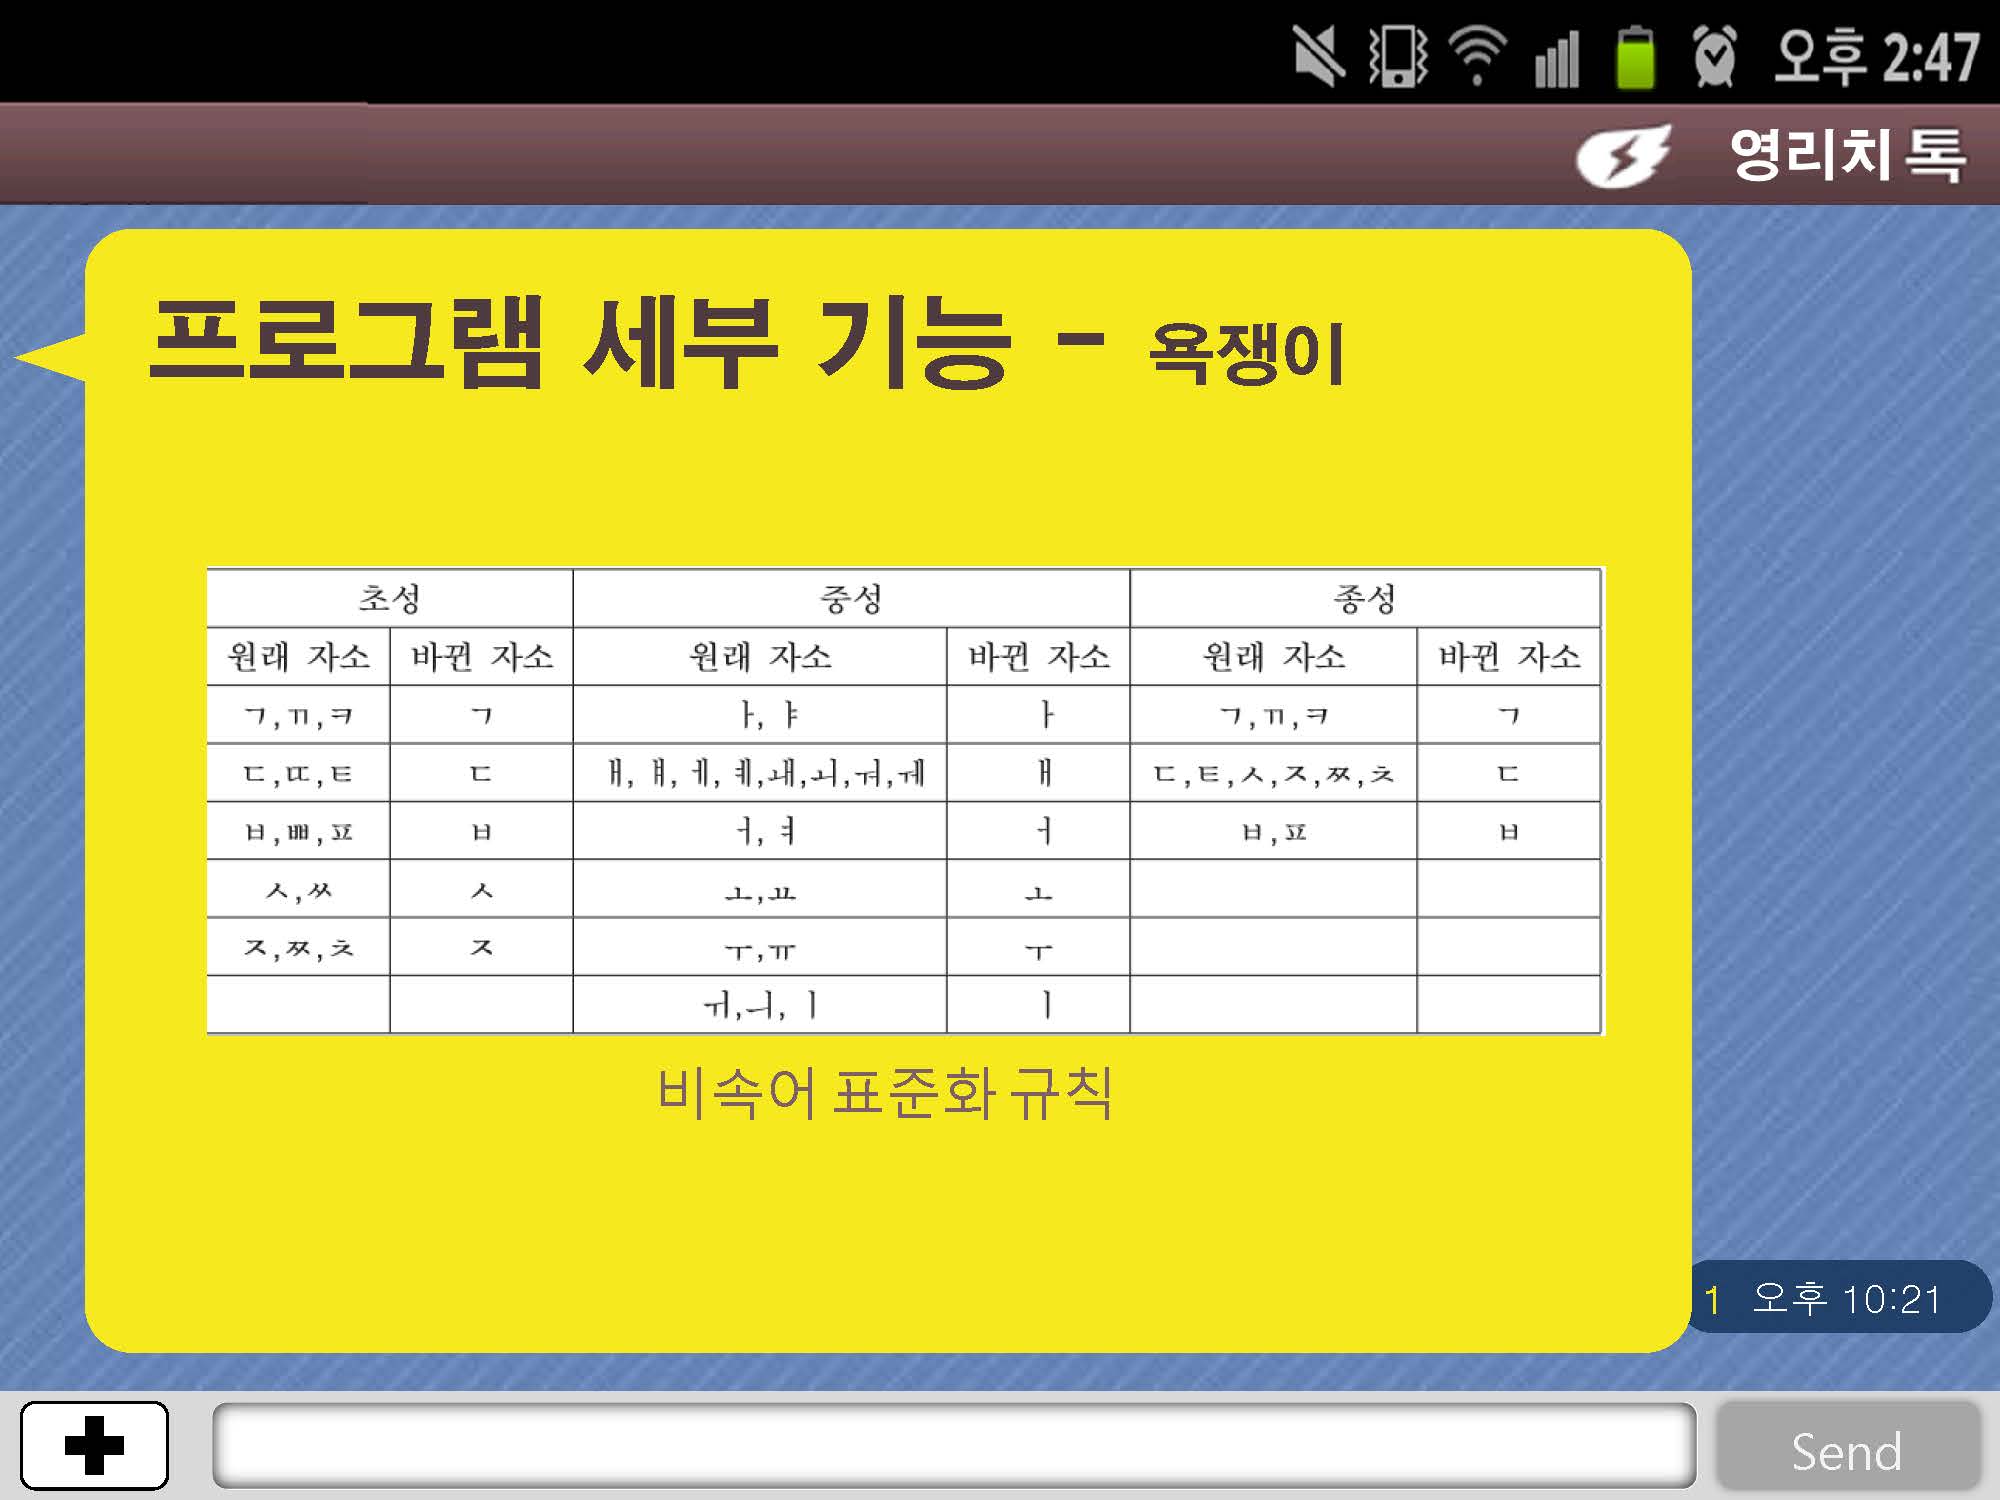 오후 2:47
영리치 톡
프로그램 세부 기능 - 욕쟁이
초성 중성 종성
원래 자소 바뀐 자소 원래 자소 바뀐 자소 원래 자소 바뀐 자소
ㄱ,ㄲ,ㅋ ㄱ ㅏ, ㅑ ㅏ ㄱ,ㄲ,ㅋ ㄱ
ㄷ,ㄸ,ㅌ ㄷ ㅐ, ㅒ, ㅔ, ㅖ,ㅙ,ㅚ,ㅝ,ㅞ ㅐ ㄷ,ㅌ,ㅅ,ㅈ,ㅉ,ㅊ ㄷ
ㅂ,ㅃ,ㅍ ㅂ ㅓ, ㅕ ㅓ ㅂ,ㅍ ㅂ
ㅅ,ㅆ ㅅ ㅗ,ㅛ ㅗ
ㅈ,ㅉ,ㅊ ㅈ ㅜ,ㅠ ㅜ
ㅟ,ㅢ, ㅣ ㅣ
비속어 표준화 규칙
1 오후 10:21
Send